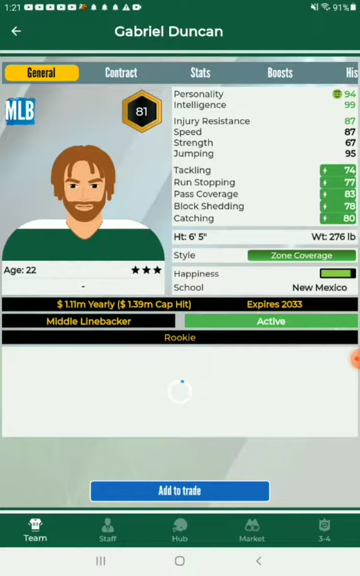 1:21
91%
Gabriel Duncan
General Contract Stats Boosts His
MLB
81
Personality 94
Intelligence 99
Injury Resistance 87
Speed 87
Strength 67
Jumping 95
Tackling 74
Run Stopping 77
Pass Coverage 83
Block Shedding 78
Catching 80
Ht: 6' 5" Wt: 276 lb
Style Zone Coverage
Age: 22
-
Happiness
School New Mexico
$ 1.11m Yearly ($ 1.39m Cap Hit) Expires 2033
Middle Linebacker Active
Rookie
Add to trade
Team Staff Hub Market 3-4